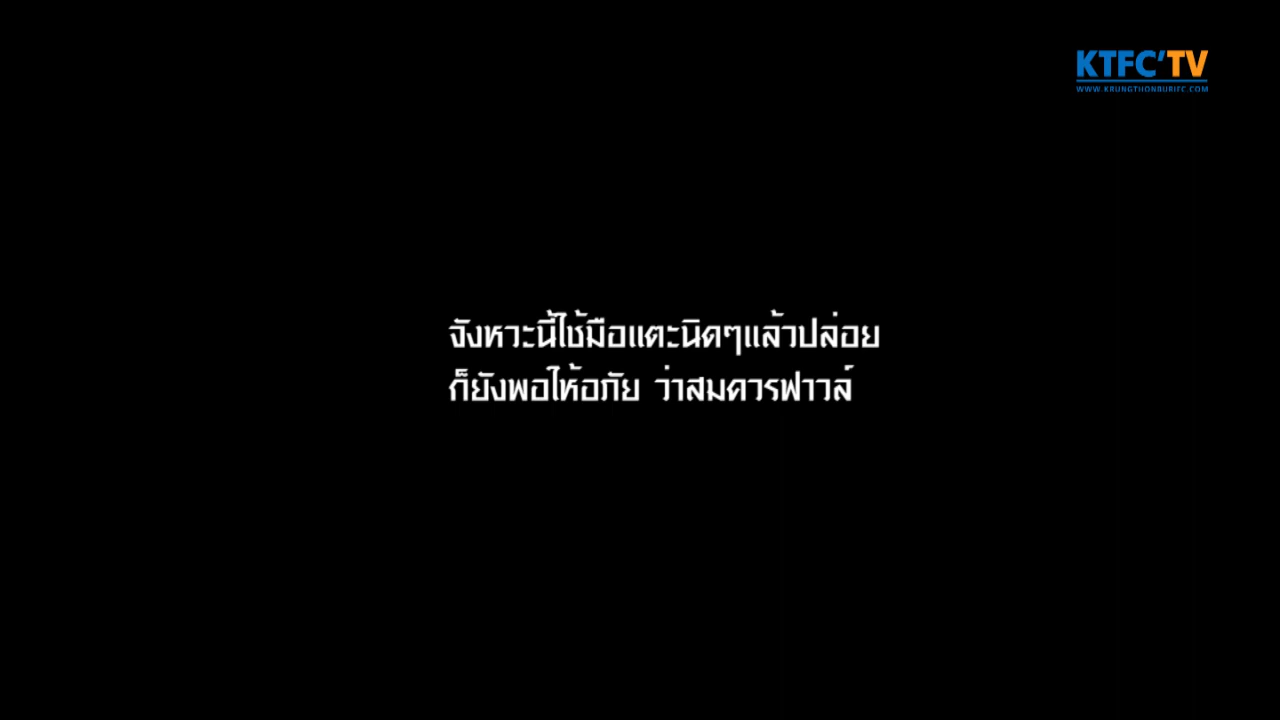 KTFC'TV
WWW.KRUNGTHONBURIFC.COM
จังหวะนี้ใช้มือแตะนิดๆแล้วปล่อย
ก็ยังพอให้อภัย ว่าสมควรฟาวล์